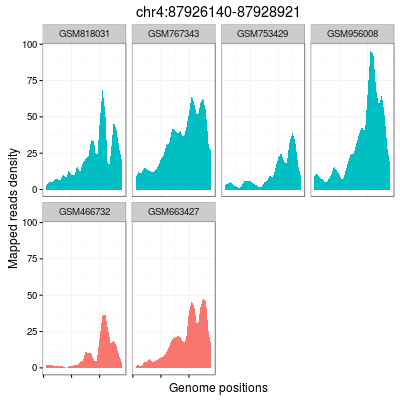 chr4:87926140-87928921
GSM818031 GSM767343 GSM753429 GSM956008
100
75
50
25
0
GSM466732 GSM663427
100
75
50
25
0
Mapped reads density
Genome positions